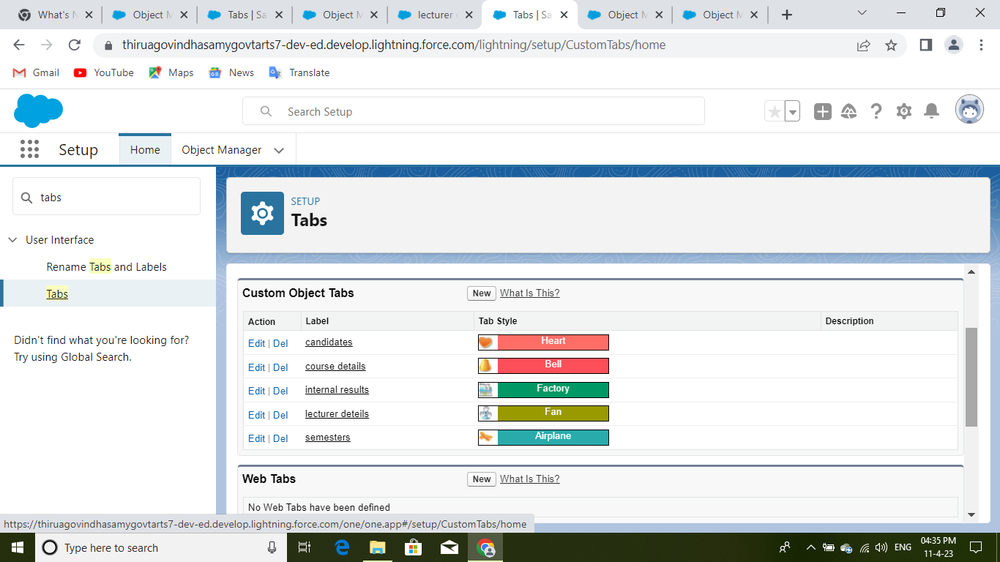 What's N
Object M
Tabs | Sa
Object M
lecturer
Tabs | Sa
Object M
Object M
thiruagovindhasamygovtarts7-dev-ed.develop.lightning.force.com/lightning/setup/CustomTabs/home
Gmail YouTube Maps News Translate
Search Setup
Setup Home Object Manager
tabs
User Interface
Rename Tabs and Labels
Tabs
Didn't find what you're looking for?
Try using Global Search.
SETUP
Tabs
Custom Object Tabs New What Is This?
Action Label Tab Style Description
Edit | Del candidates Heart
Edit | Del course details Bell
Edit | Del internal results Factory
Edit | Del lecturer deteils Fan
Edit | Del semesters Airplane
Web Tabs New What Is This?
No Web Tabs have been defined
https://thiruagovindhasamygovtarts7-dev-ed.develop.lightning.force.com/one/one.app#/setup/CustomTabs/home
Type here to search
ENG
04:35 PM
11-4-23